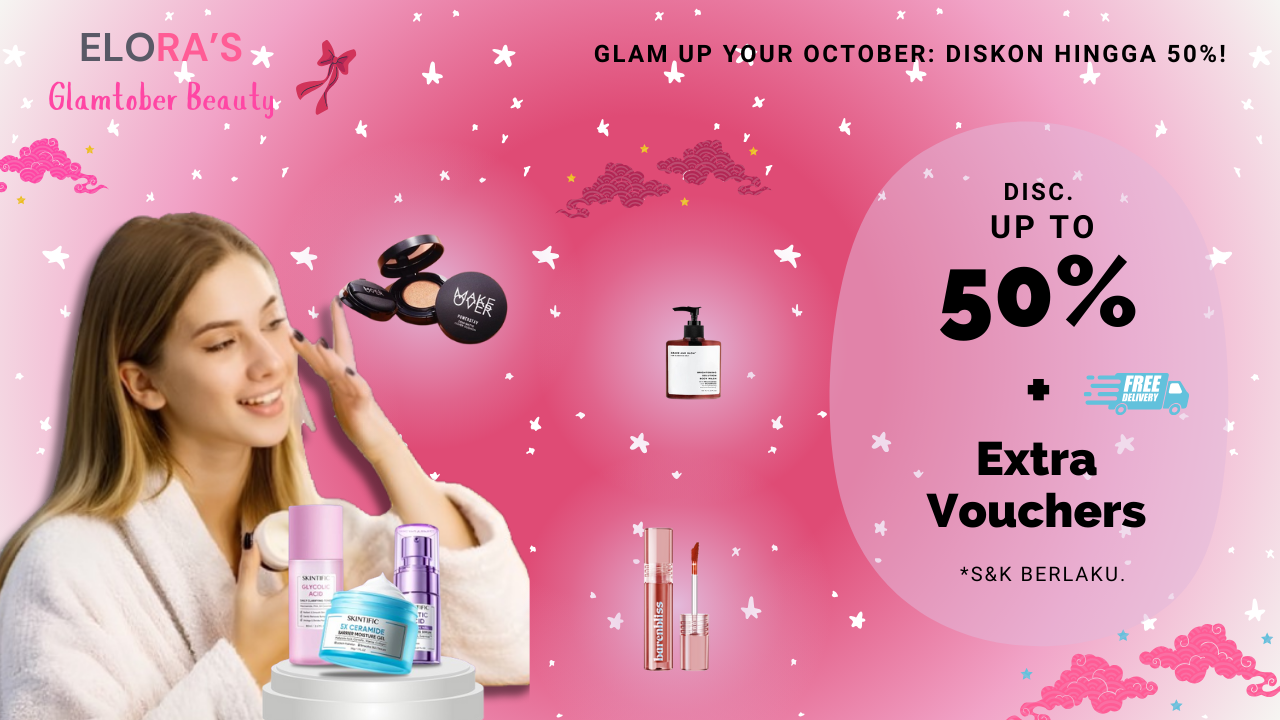 ELORA'S
Glamtober Beauty
GLAM UP YOUR OCTOBER: DISKON HINGGA 50%!
DISC.
UP TO
50%
+
FREE
DELIVERY
Extra
Vouchers
*S&K BERLAKU.
MAKE
OVER
POWERSTAY
SKINTIFIC
GLYCOLIC
ACID
SKINTIFIC
5X CERAMIDE
BARRIER MOISTURE GEL
barenbliss